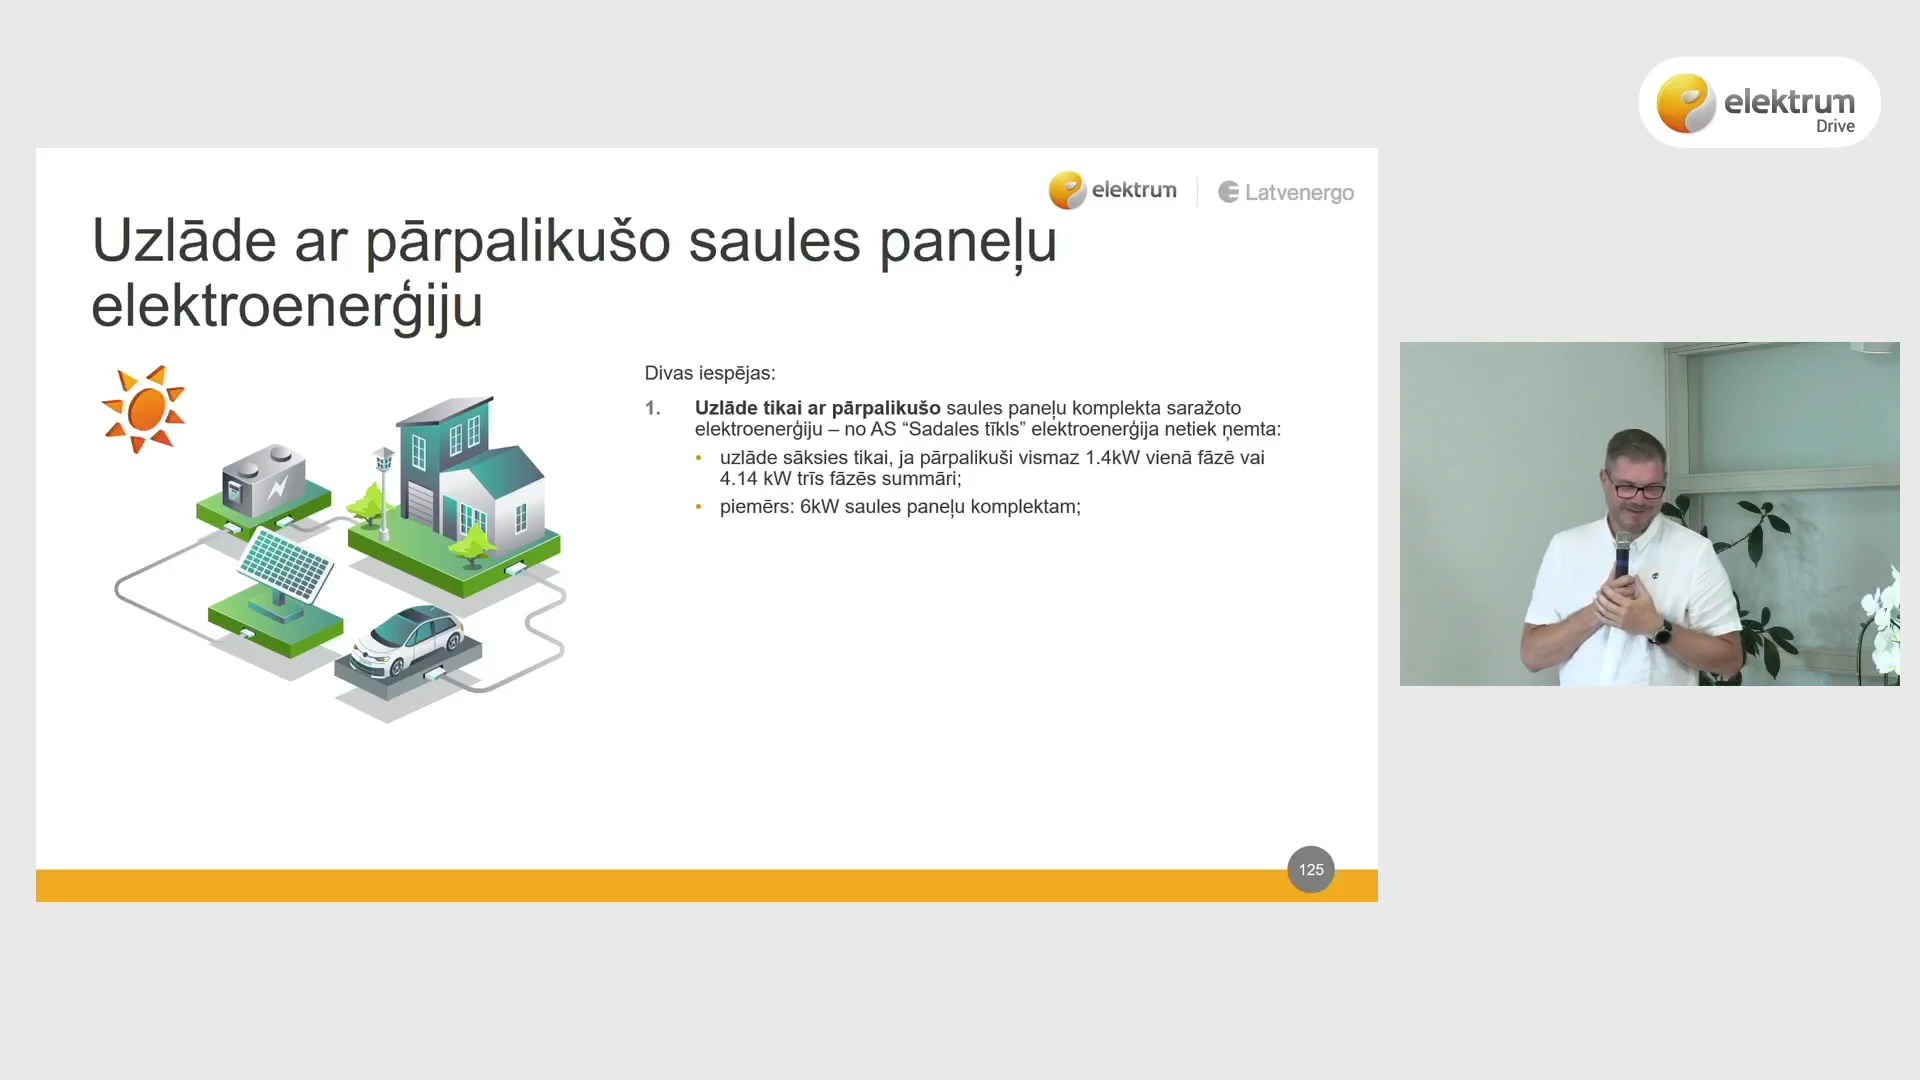 elektrum
Drive
elektrum
Latvenergo
Uzlāde ar pārpalikušo saules paneļu
elektroenerģiju
Divas iespējas:
1. Uzlāde tikai ar pārpalikušo saules paneļu komplekta saražoto
elektroenerģiju – no AS “Sadales tīkls” elektroenerģija netiek ņemta:
• uzlāde sāksies tikai, ja pārpalikuši vismaz 1.4kW vienā fāzē vai
4.14 kW trīs fāzēs summāri;
• piemērs: 6kW saules paneļu komplektam;
125